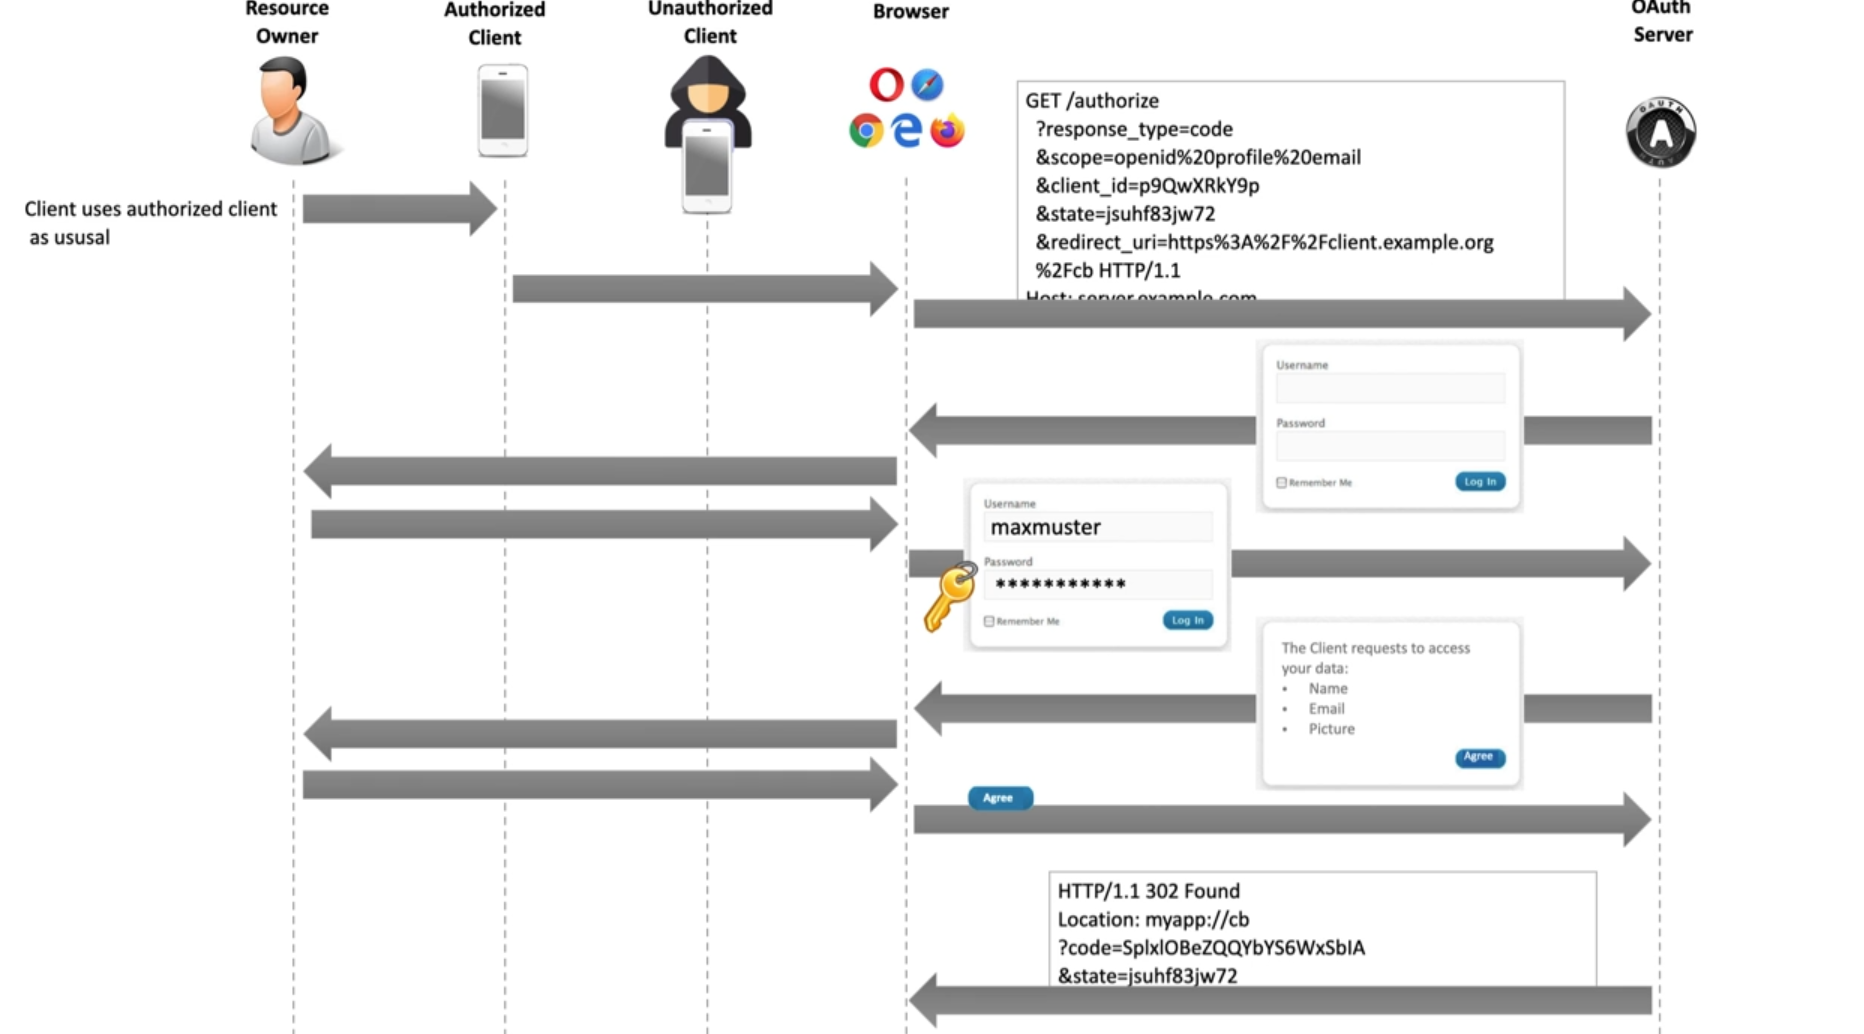 Resource
Owner
Authorized
Client
Unauthorized
Client
Browser
OAuth
Server
OAUTH
A
GET /authorize
?response_type=code
&scope=openid%20profile%20email
&client_id=p9QwXRkY9p
&state=jsuhf83jw72
&redirect_uri=https%3A%2F%2Fclient.example.org
%2Fcb HTTP/1.1
Host: server.example.com
Client uses authorized client
as ususal
Username
Password
Remember Me
Log In
Username
maxmuster
Password
***********
Remember Me
Log In
The Client requests to access
your data:
• Name
• Email
• Picture
Agree
Agree
HTTP/1.1 302 Found
Location: myapp://cb
?code=SplxlOBeZQQYbYS6WxSbIA
&state=jsuhf83jw72